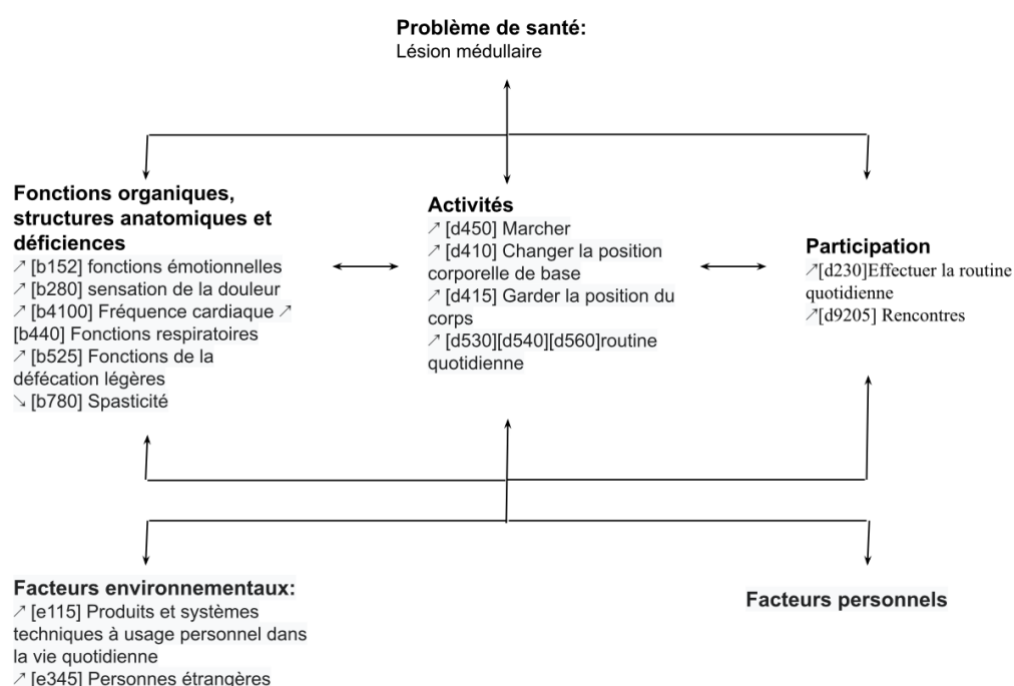 Problème de santé:
Lésion médullaire
Fonctions organiques,
structures anatomiques et
déficiences
↗ [b152] fonctions émotionnelles
↗ [b280] sensation de la douleur
↗ [b4100] Fréquence cardiaque ↗
[b440] Fonctions respiratoires
↗ [b525] Fonctions de la
défécation légères
↘ [b780] Spasticité
Activités
↗ [d450] Marcher
↗ [d410] Changer la position
corporelle de base
↗ [d415] Garder la position du
corps
↗ [d530][d540][d560]routine
quotidienne
Participation
↗[d230]Effectuer la routine
quotidienne
↗[d9205] Rencontres
Facteurs environnementaux:
↗ [e115] Produits et systèmes
techniques à usage personnel dans
la vie quotidienne
↗ [e345] Personnes étrangères
Facteurs personnels